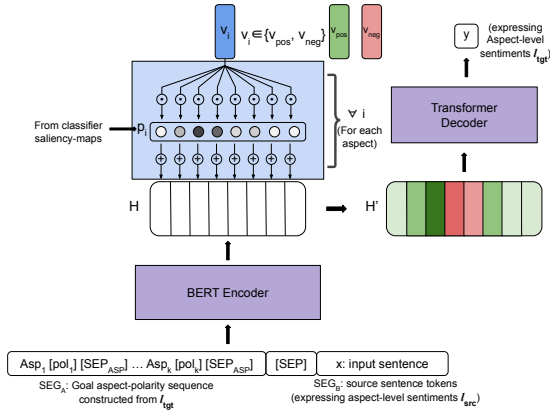 v_i
v_i ∈ {v_pos, v_neg}
v_pos
v_neg
y
(expressing
Aspect-level
sentiments l_tgt)
Transformer
Decoder
From classifier
saliency-maps
p_i
∀ i
(For each
aspect)
H
H'
BERT Encoder
Asp_1 [pol_1] [SEP_ASP] ... Asp_k [pol_k] [SEP_ASP]
[SEP]
x: input sentence
SEG_A: Goal aspect-polarity sequence
constructed from l_tgt
SEG_B: source sentence tokens
(expressing aspect-level sentiments l_src)